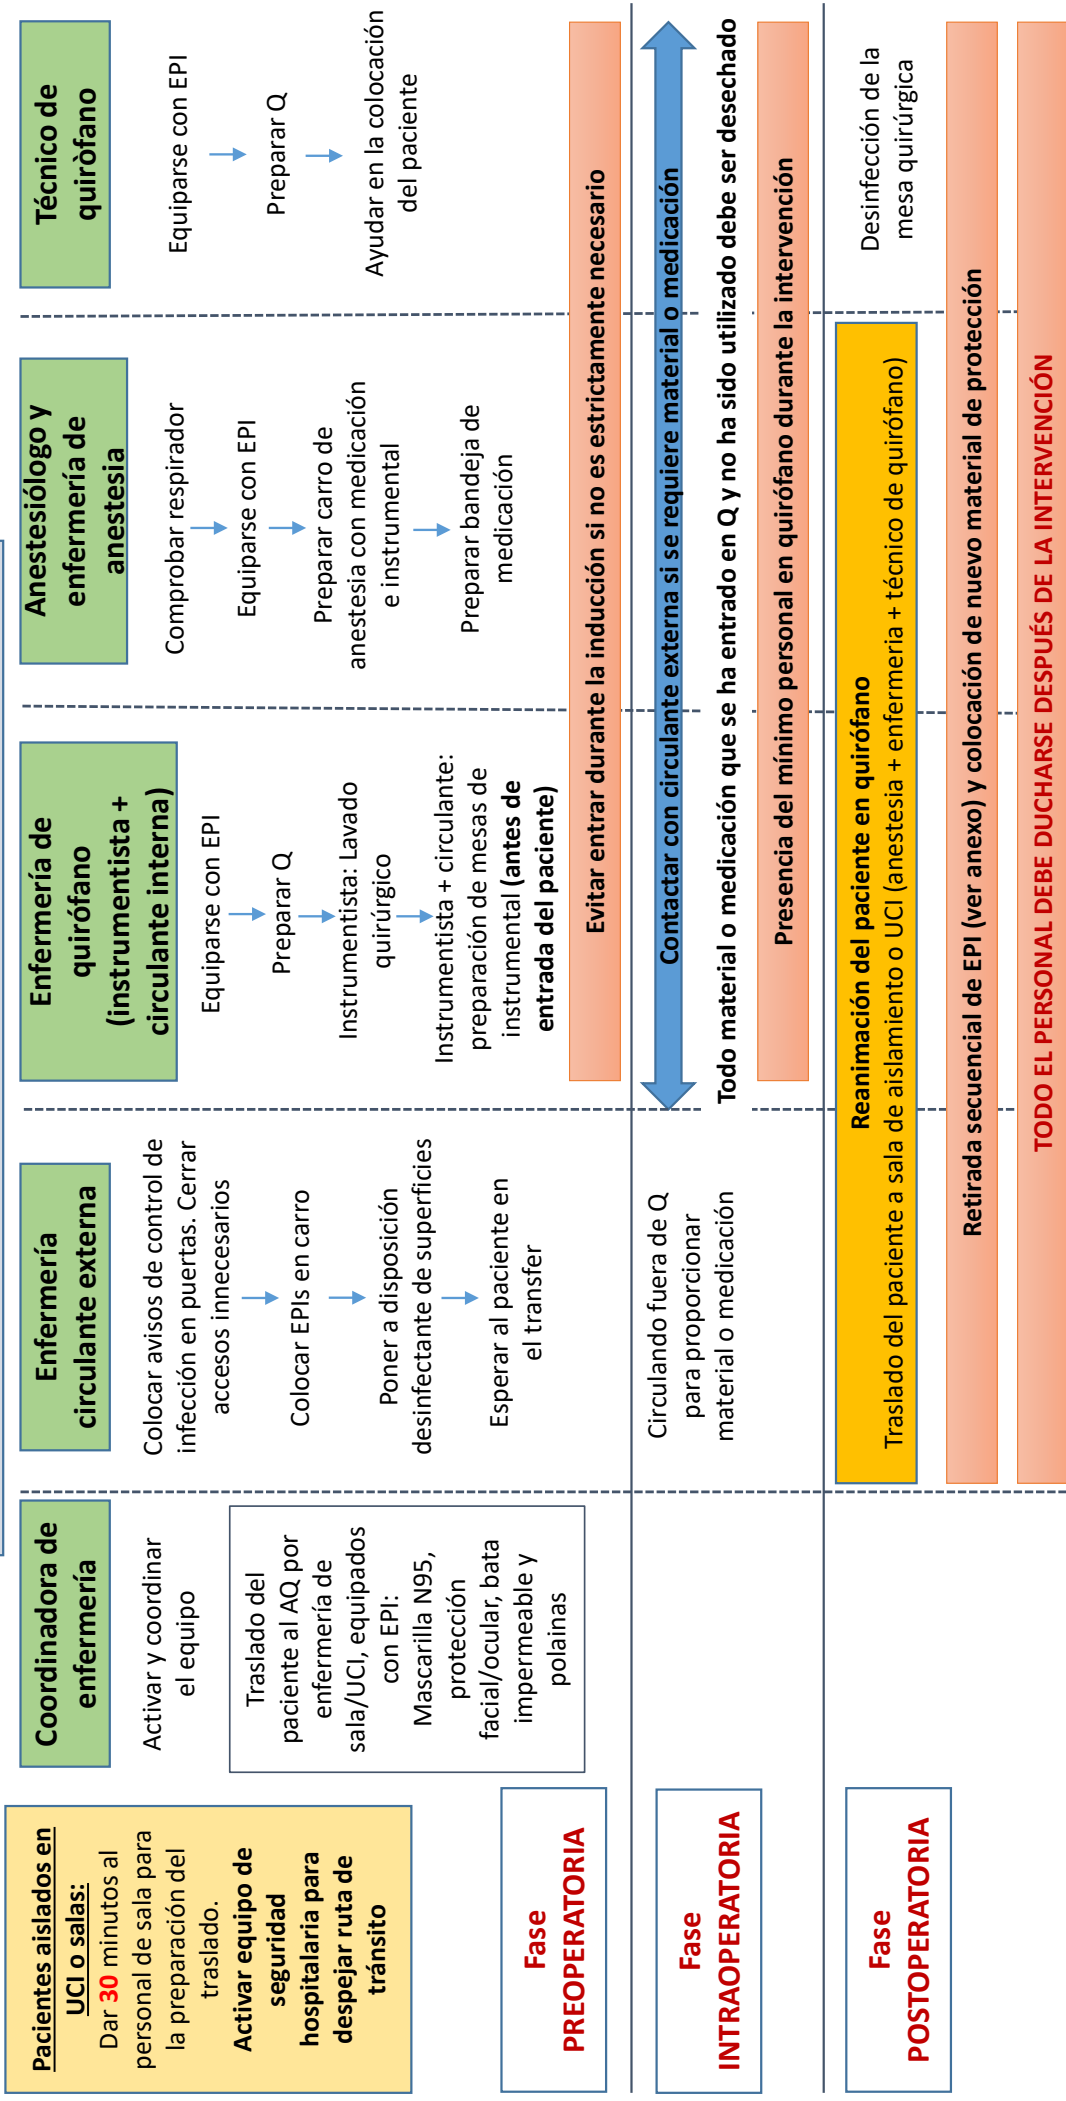 Pacientes aislados en
UCI o salas:
Dar 30 minutos al
personal de sala para
la preparación del
traslado.
Activar equipo de
seguridad
hospitalaria para
despejar ruta de
tránsito
Coordinadora de
enfermería
Activar y coordinar
el equipo
Traslado del
paciente al AQ por
enfermería de
sala/UCI, equipados
con EPI:
Mascarilla N95,
protección
facial/ocular, bata
impermeable y
polainas
Enfermería
circulante externa
Colocar avisos de control de
infección en puertas. Cerrar
accesos innecesarios
Colocar EPIs en carro
Poner a disposición
desinfectante de superficies
Esperar al paciente en
el transfer
Enfermería de
quirófano
(instrumentista +
circulante interna)
Equiparse con EPI
Preparar Q
Instrumentista: Lavado
quirúrgico
Instrumentista + circulante:
preparación de mesas de
instrumental (antes de
entrada del paciente)
Anestesiólogo y
enfermería de
anestesia
Comprobar respirador
Equiparse con EPI
Preparar carro de
anestesia con medicación
e instrumental
Preparar bandeja de
medicación
Técnico de
quiròfano
Equiparse con EPI
Preparar Q
Ayudar en la colocación
del paciente
Fase
PREOPERATORIA
Evitar entrar durante la inducción si no es estrictamente necesario
Fase
INTRAOPERATORIA
Circulando fuera de Q
para proporcionar
material o medicación
Contactar con circulante externa si se requiere material o medicación
Todo material o medicación que se ha entrado en Q y no ha sido utilizado debe ser desechado
Presencia del mínimo personal en quirófano durante la intervención
Fase
POSTOPERATORIA
Reanimación del paciente en quirófano
Traslado del paciente a sala de aislamiento o UCI (anestesia + enfermeria + técnico de quirófano)
Desinfección de la
mesa quirúrgica
Retirada secuencial de EPI (ver anexo) y colocación de nuevo material de protección
TODO EL PERSONAL DEBE DUCHARSE DESPUÉS DE LA INTERVENCIÓN